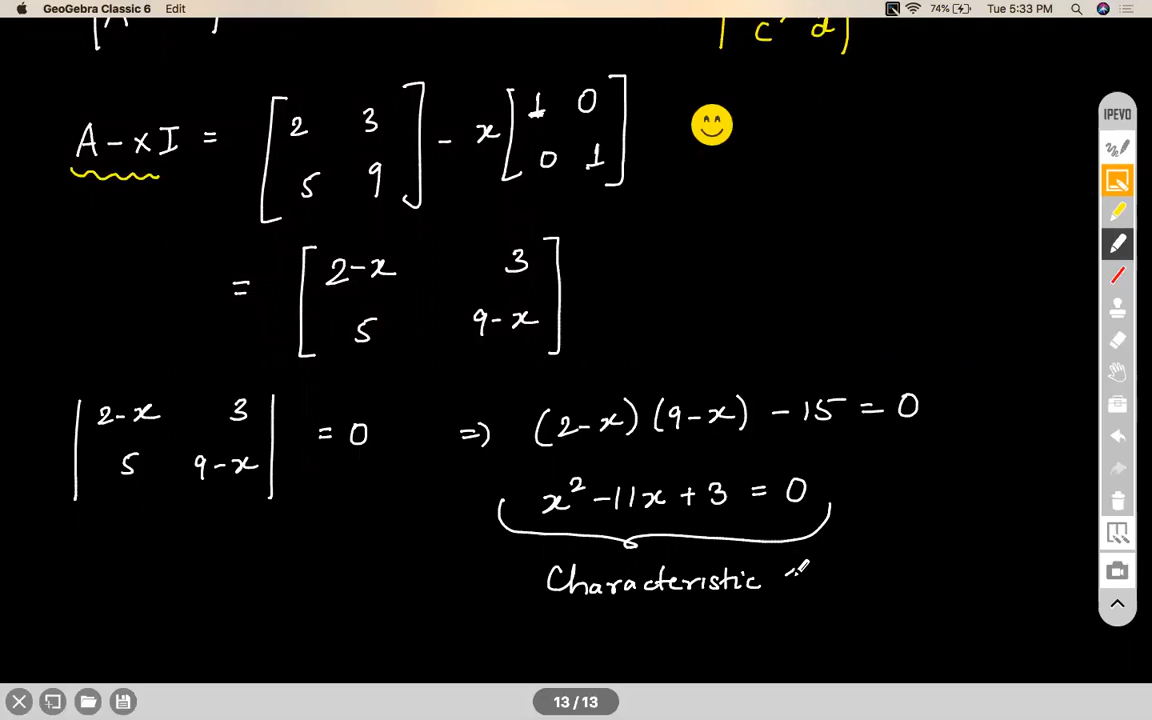 GeoGebra Classic 6 Edit 74% Tue 5:33 PM
c d
A - xI = [2 3 5 9] - x [1 0 0 1]
= [2-x 3 5 9-x]
|2-x 3 5 9-x| = 0 => (2-x) (9-x) - 15 = 0
x² - 11x + 3 = 0
Characteristic
IPEVO
13 / 13